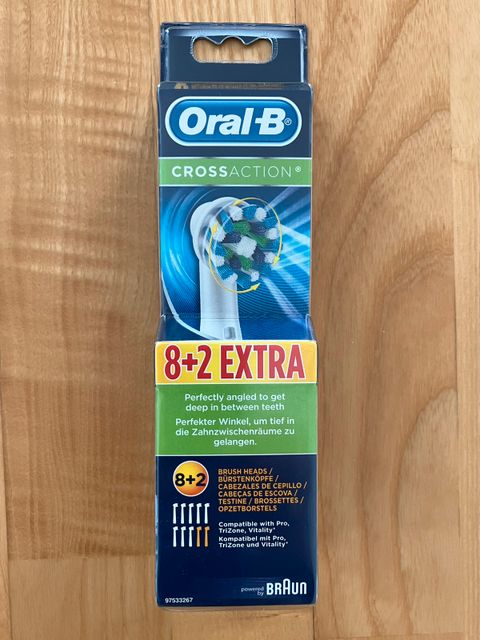 Oral-B®
CROSSACTION®
8+2 EXTRA
Perfectly angled to get
deep in between teeth
Perfekter Winkel, um tief in
die Zahnzwischenräume zu
gelangen.
8+2
BRUSH HEADS /
BÜRSTENKÖPFE /
CABEZALES DE CEPILLO /
CABEÇAS DE ESCOVA /
TESTINE / BROSSETTES /
OPZETBORSTELS
Compatible with Pro,
TriZone, Vitality*
Kompatibel mit Pro,
TriZone und Vitality*
powered by BRAUN
97533267